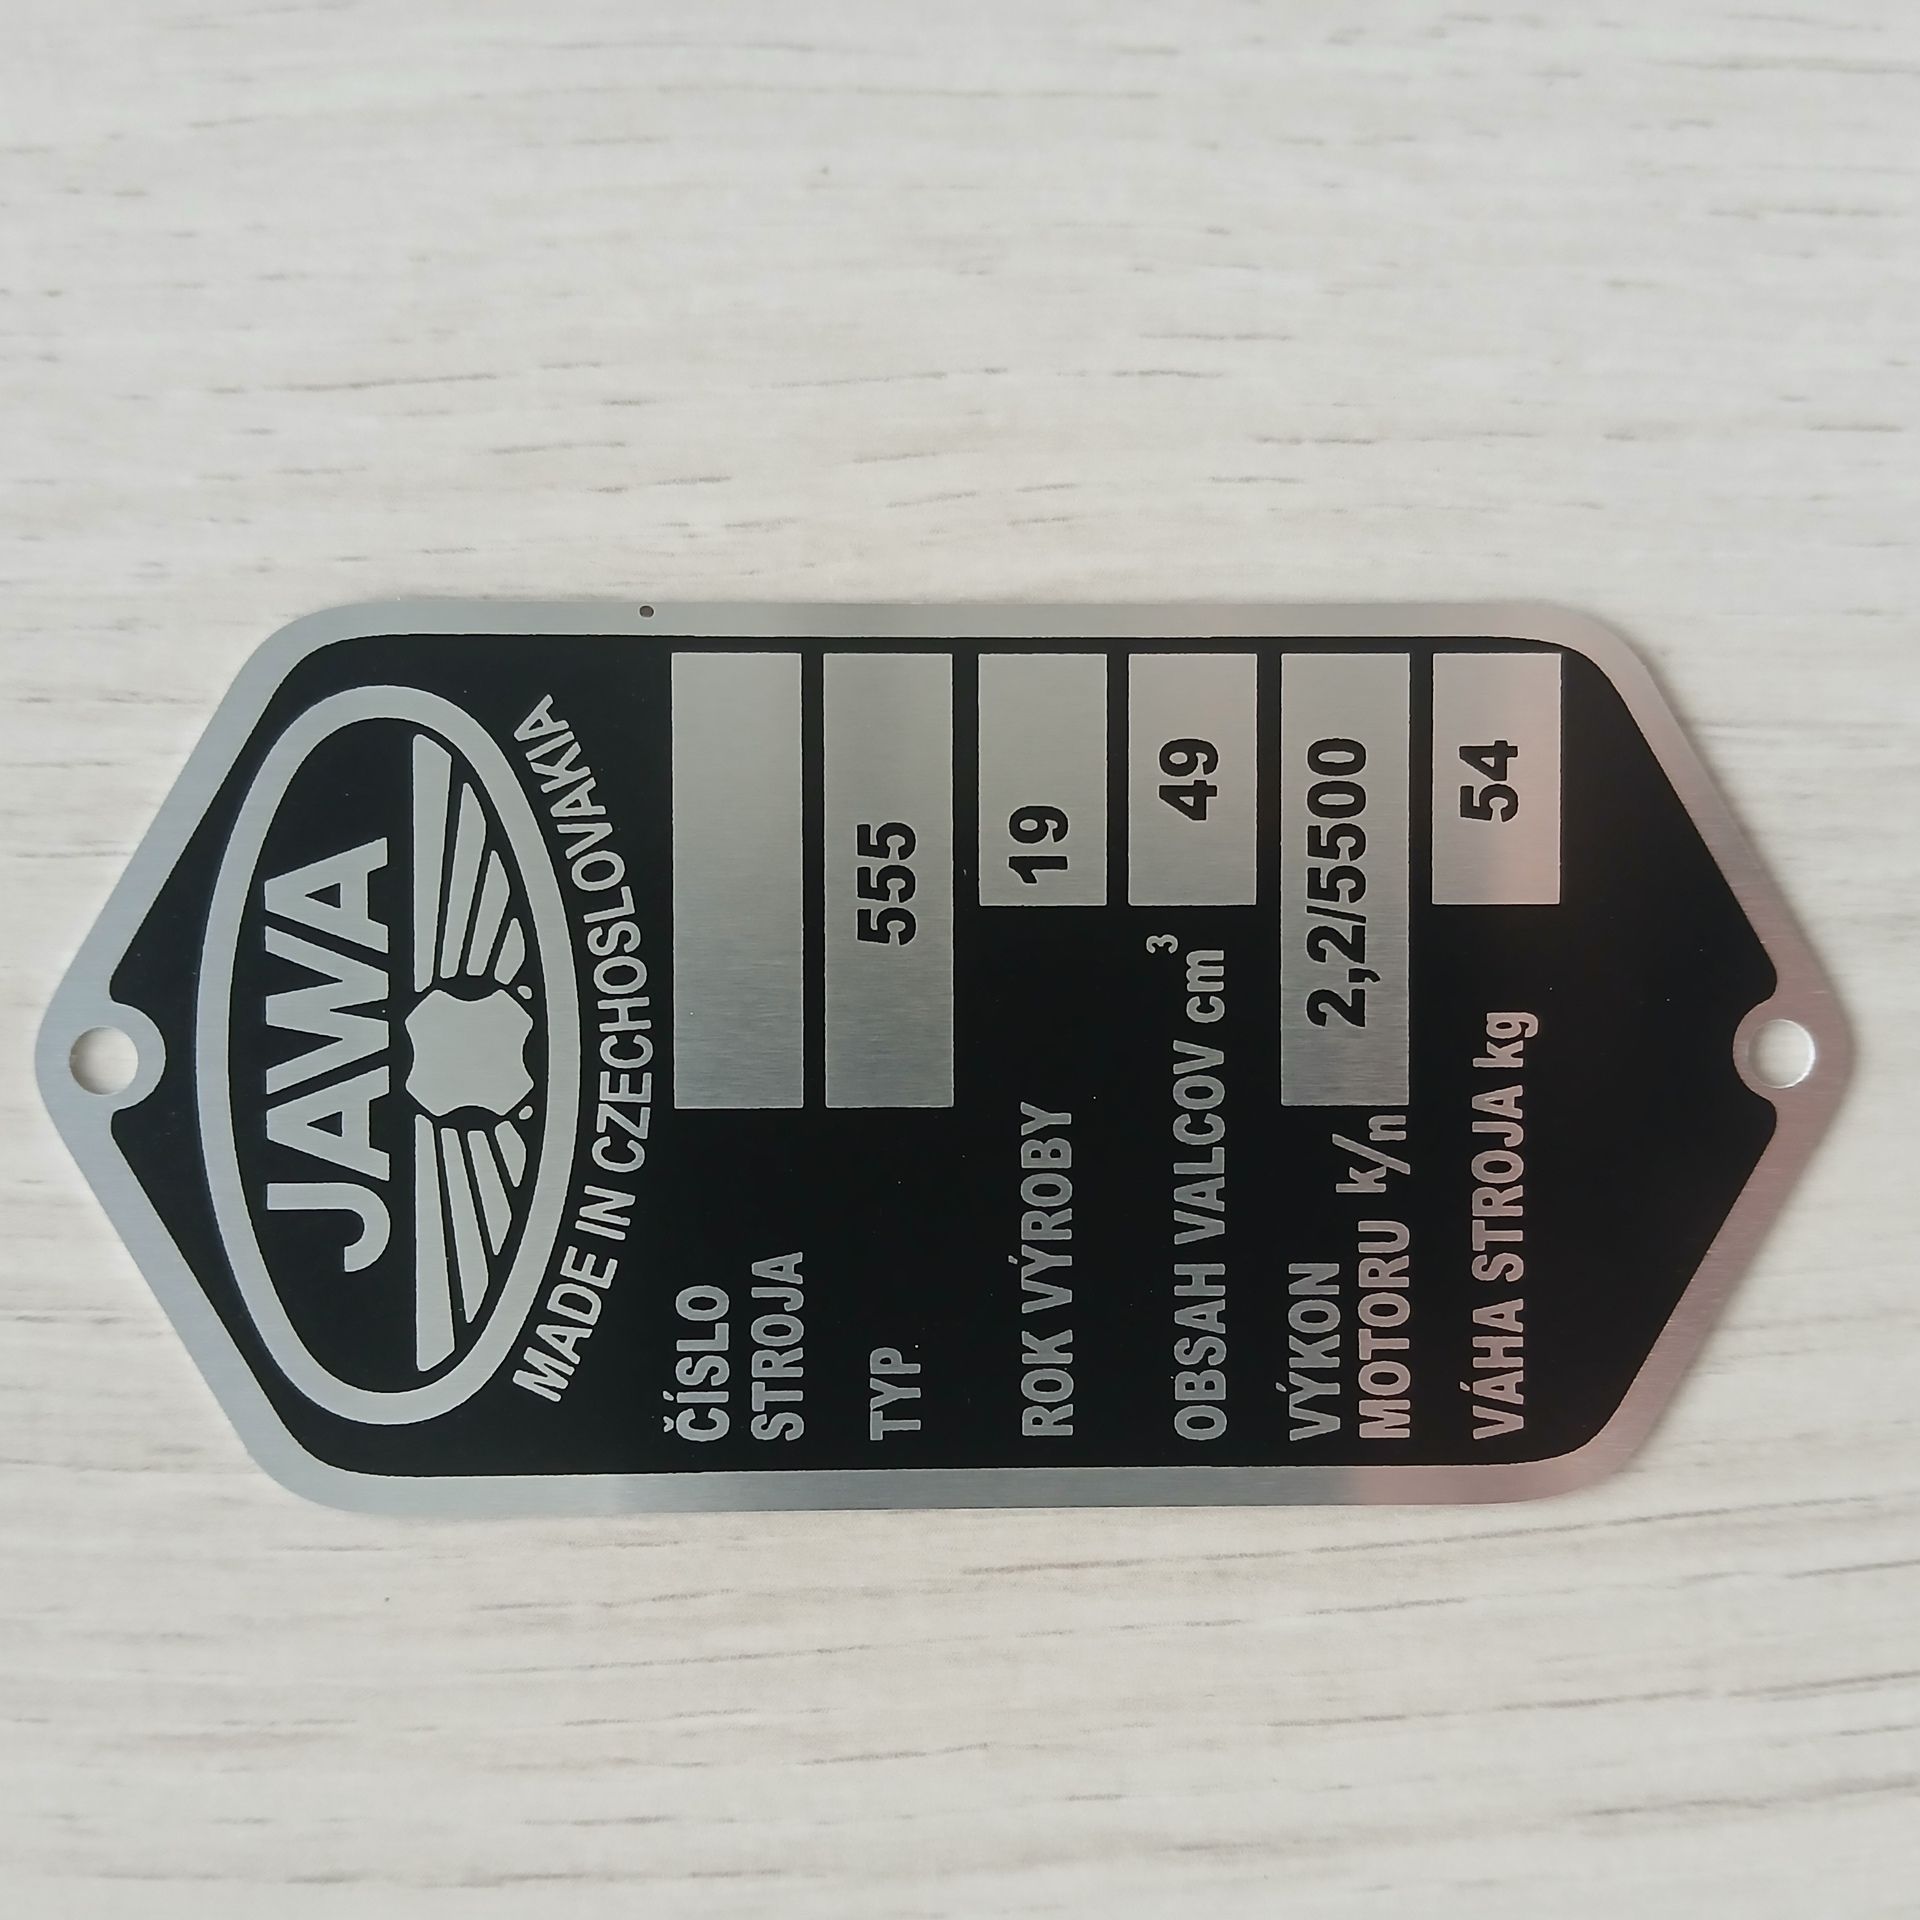 JAWA
MADE IN CZECHOSLOVAKIA
ČÍSLO
STROJA
TYP 555
ROK VÝROBY 19
OBSAH VALCOV cm³ 49
VÝKON
MOTORU k/n 2,2/5500
VÁHA STROJA kg 54